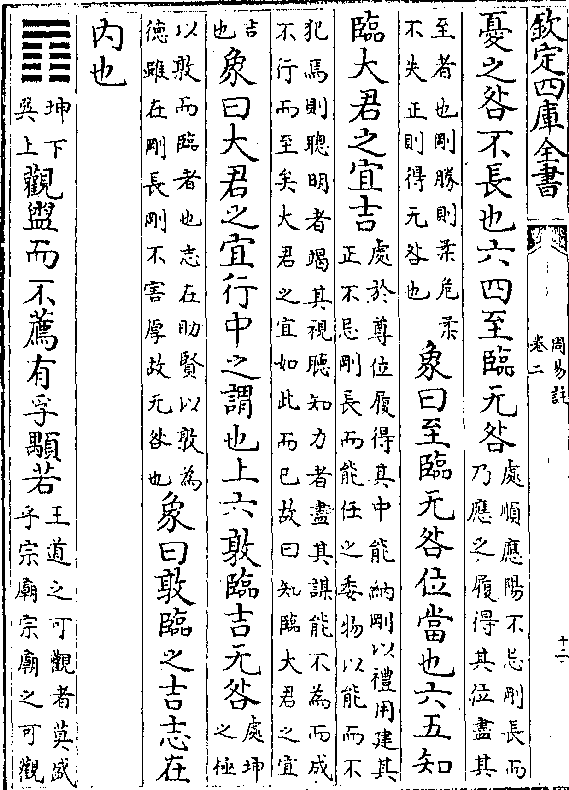 欽定四庫全書
周易註
卷二
十二
憂之咎不長也六四至臨无咎
處順應陽不忌剛長而
乃應之履得其位盡其
至者也剛勝則柔危柔
不失正則得无咎也
象曰至臨无咎位當也六五知
臨大君之宜吉
處於尊位履得其中能納剛以禮用建其
正不忌剛長而能任之委物以能而不
犯焉則聰明者竭其視聽知力者盡其謀能不為而成
不行而至矣大君之宜如此而已故曰知臨大君之宜
吉
也
象曰大君之宜行中之謂也上六敦臨吉无咎
處坤
之極
以敦而臨者也志在助賢以敦為
德雖在剛長剛不害厚故无咎也
象曰敦臨之吉志在
內也
䷓
坤下
巽上
觀盥而不薦有孚顒若
王道之可觀者莫盛
乎宗廟宗廟之可觀